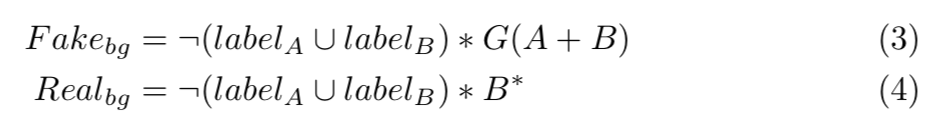 Fake_{bg} = ¬(label_A ∪ label_B) * G(A + B) (3)
Real_{bg} = ¬(label_A ∪ label_B) * B^* (4)